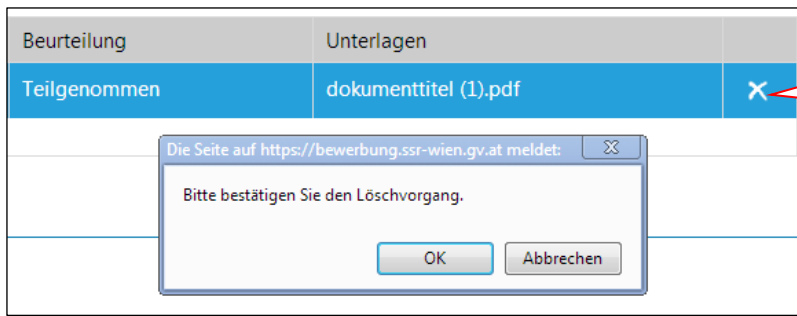 Beurteilung Unterlagen
Teilgenommen dokumenttitel (1).pdf
Die Seite auf https://bewerbung.ssr-wien.gv.at meldet:
Bitte bestätigen Sie den Löschvorgang.
OK Abbrechen